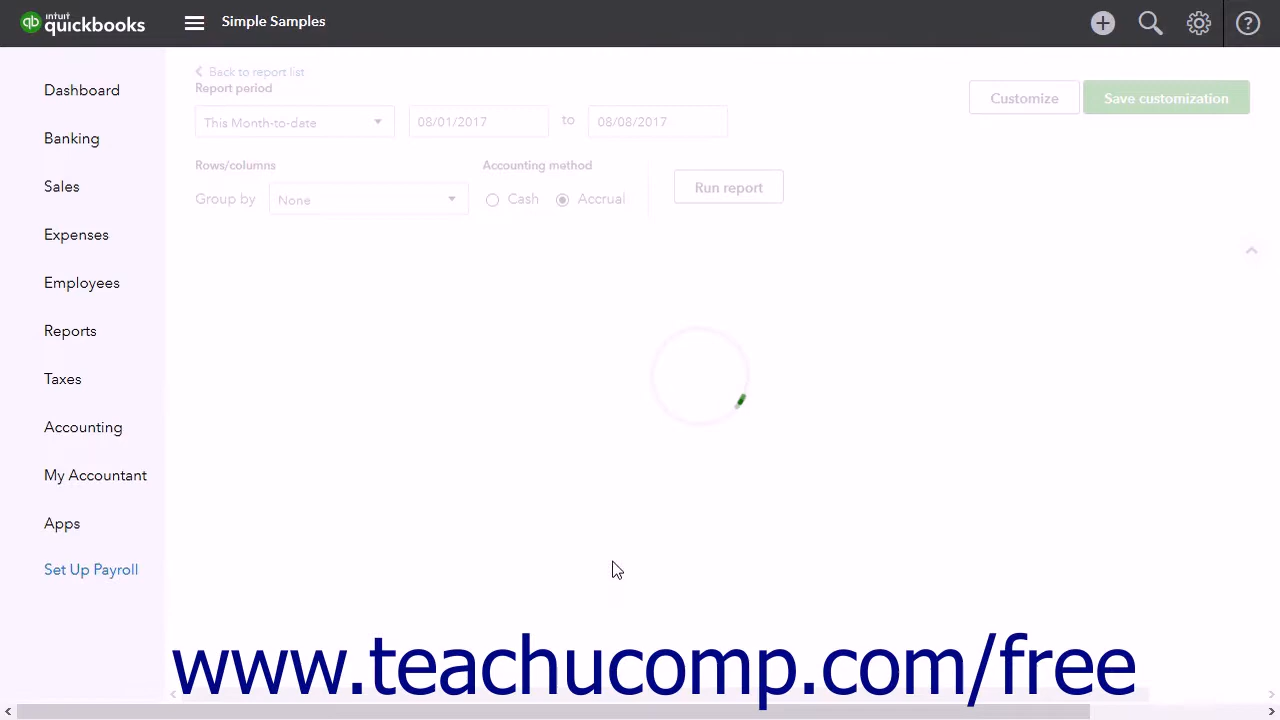 intuit
quickbooks
Simple Samples
Dashboard
Banking
Sales
Expenses
Employees
Reports
Taxes
Accounting
My Accountant
Apps
Set Up Payroll
Back to report list
Report period
This Month-to-date
08/01/2017
to
08/08/2017
Customize
Save customization
Rows/columns
Accounting method
Group by
None
Cash
Accrual
Run report
www.teachucomp.com/free